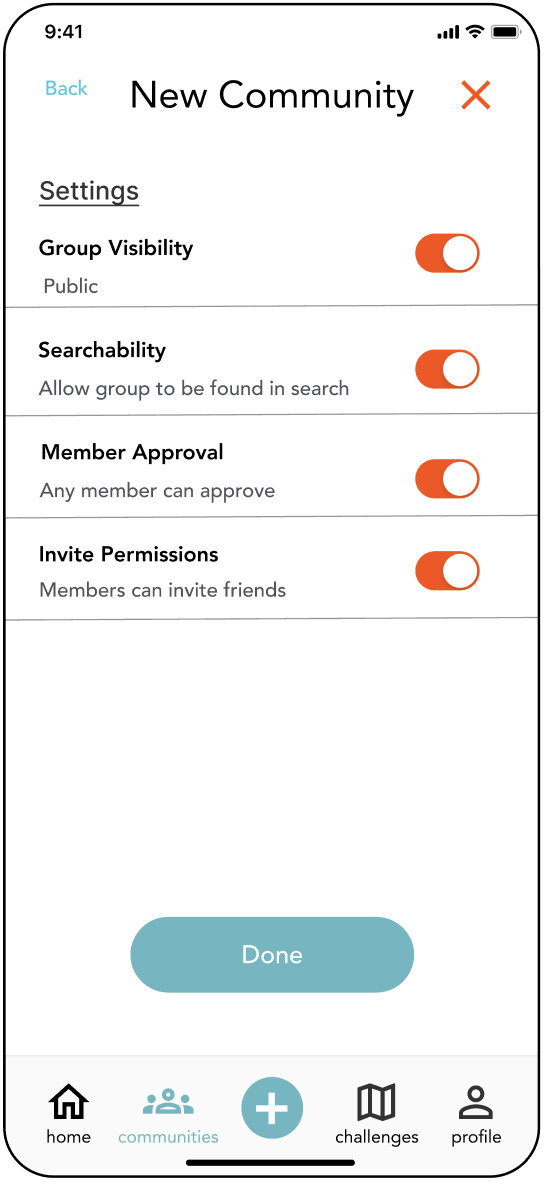 9:41
Back
New Community
Settings
Group Visibility
Public
Searchability
Allow group to be found in search
Member Approval
Any member can approve
Invite Permissions
Members can invite friends
Done
home communities challenges profile